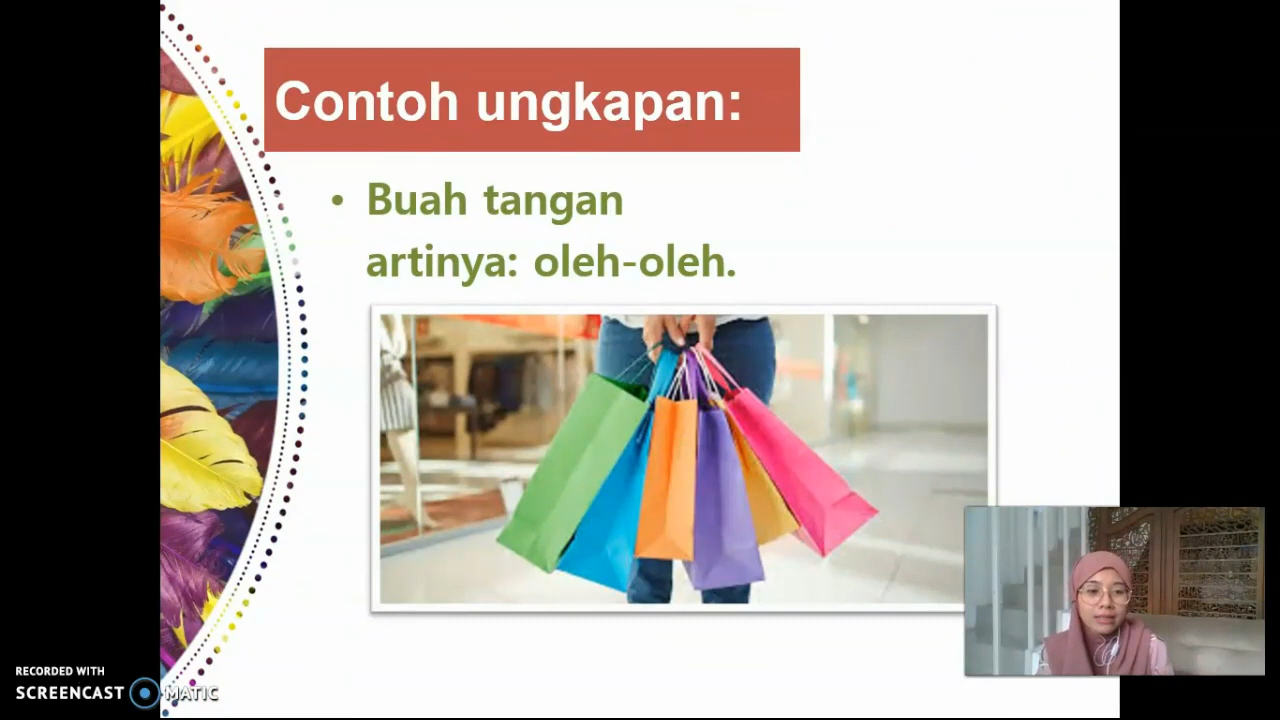 Contoh ungkapan:
• Buah tangan
artinya: oleh-oleh.
RECORDED WITH
SCREENCAST MATIC